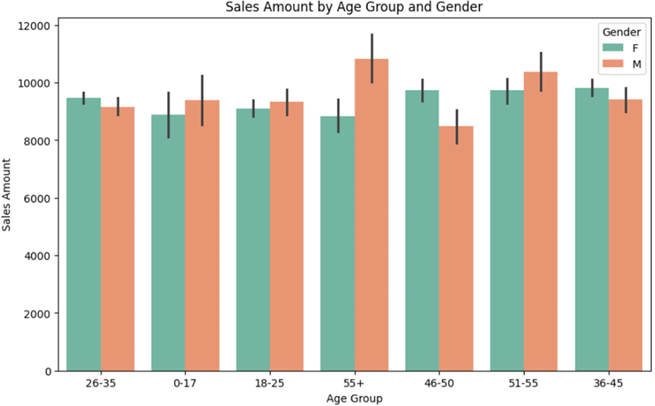 Sales Amount by Age Group and Gender
12000
10000
8000
6000
4000
2000
0
Sales Amount
Gender
F
M
26-35 0-17 18-25 55+ 46-50 51-55 36-45
Age Group